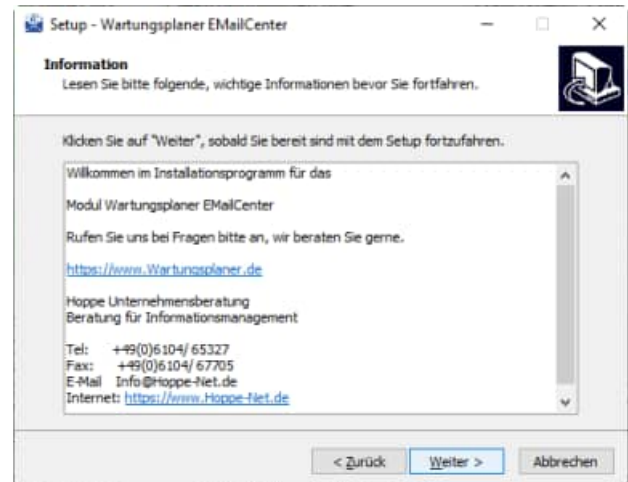 Setup - Wartungsplaner EMailCenter
Information
Lesen Sie bitte folgende, wichtige Informationen bevor Sie fortfahren.
Klicken Sie auf "Weiter", sobald Sie bereit sind mit dem Setup fortzufahren.
Willkommen im Installationsprogramm für das
Modul Wartungsplaner EMailCenter
Rufen Sie uns bei Fragen bitte an, wir beraten Sie gerne.
https://www.Wartungsplaner.de
Hoppe Unternehmensberatung
Beratung für Informationsmanagement
Tel: +49(0)6104/ 65327
Fax: +49(0)6104/ 67705
E-Mail Info@Hoppe-Net.de
Internet: https://www.Hoppe-Net.de
< Zurück Weiter > Abbrechen